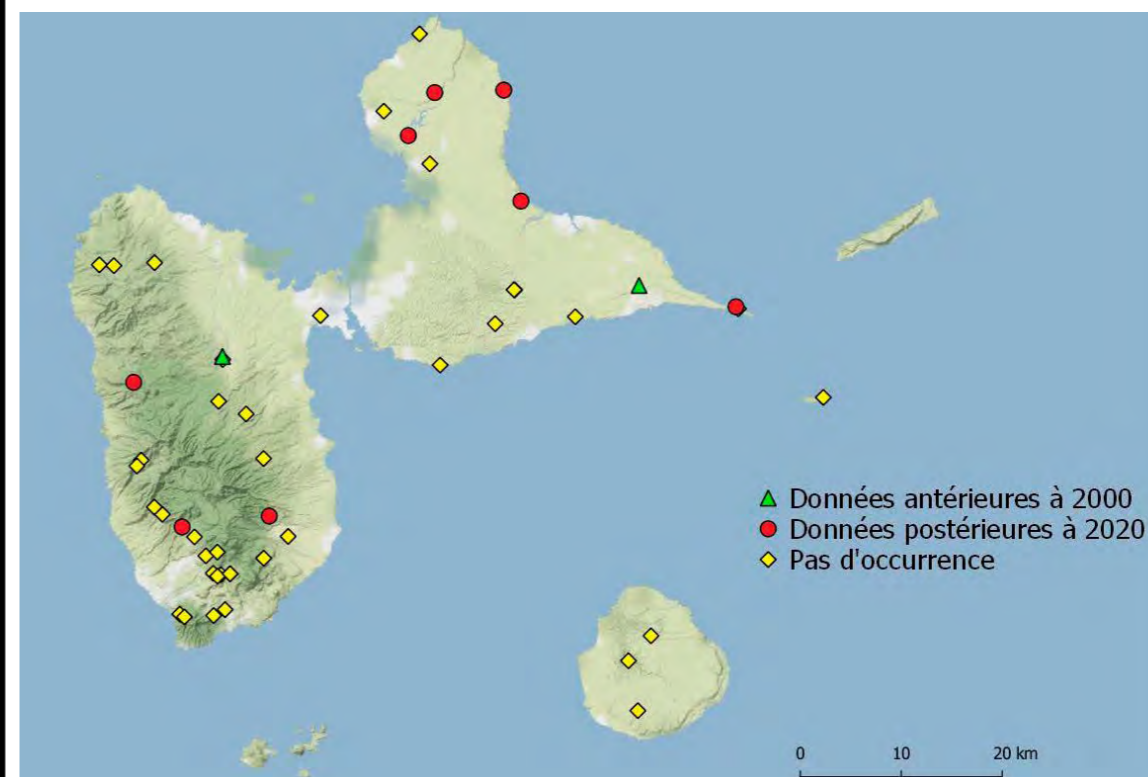 Données antérieures à 2000
Données postérieures à 2020
Pas d'occurrence
0 10 20 km